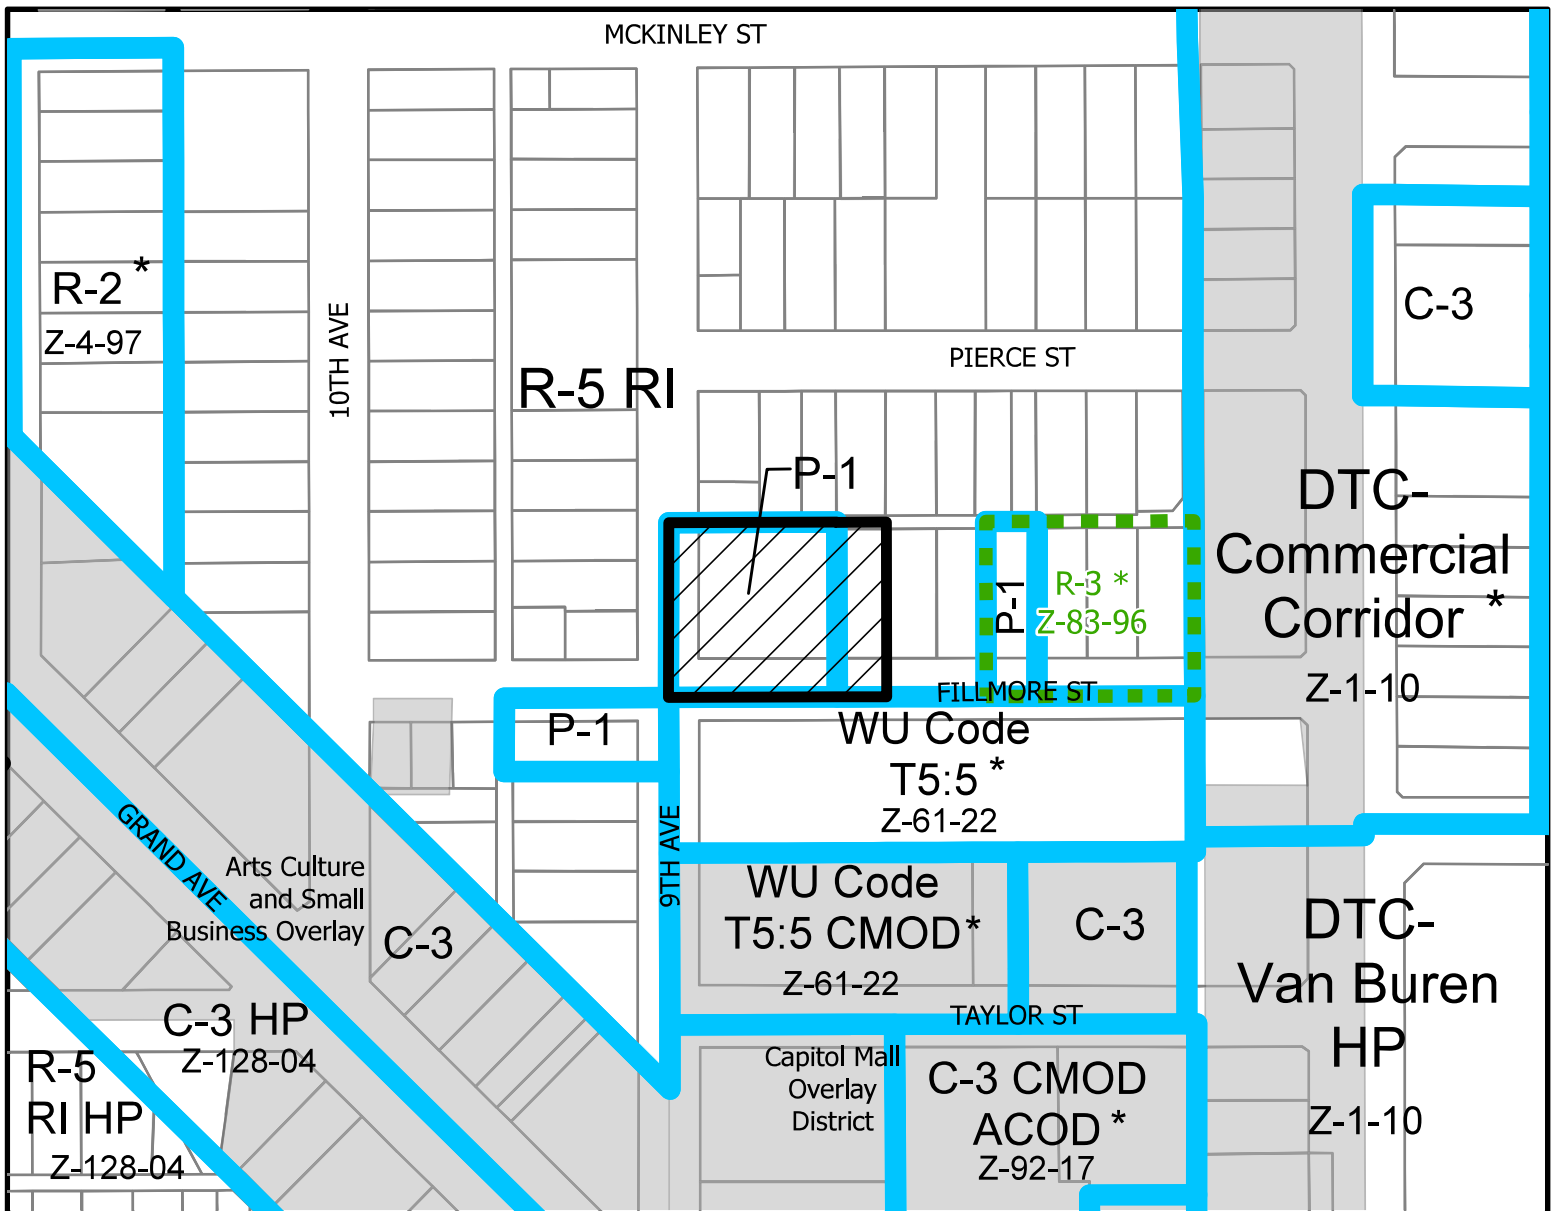 MCKINLEY ST
R-2 *
Z-4-97
10TH AVE
R-5 RI
PIERCE ST
C-3
P-1
P-1
R-3 *
Z-83-96
DTC-
Commercial
Corridor *
Z-1-10
FILLMORE ST
P-1
WU Code
T5:5 *
Z-61-22
9TH AVE
GRAND AVE
Arts Culture
and Small
Business Overlay
C-3
WU Code
T5:5 CMOD *
Z-61-22
C-3
DTC-
Van Buren
HP
Z-1-10
TAYLOR ST
C-3 HP
Z-128-04
R-5
RI HP
Z-128-04
Capitol Mall
Overlay
District
C-3 CMOD
ACOD *
Z-92-17